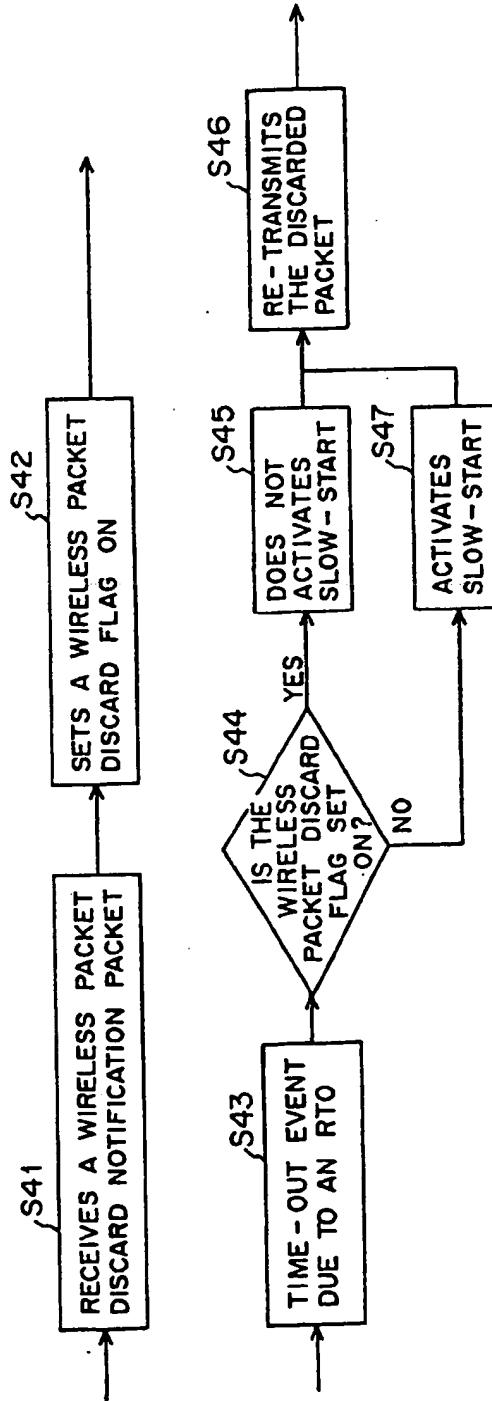 S41
RECEIVES A WIRELESS PACKET
DISCARD NOTIFICATION PACKET
S42
SETS A WIRELESS PACKET
DISCARD FLAG ON
S43
TIME-OUT EVENT
DUE TO AN RTO
S44
IS THE
WIRELESS
PACKET DISCARD
FLAG SET
ON?
YES
NO
S45
DOES NOT
ACTIVATES
SLOW-START
S47
ACTIVATES
SLOW-START
S46
RE-TRANSMITS
THE DISCARDED
PACKET